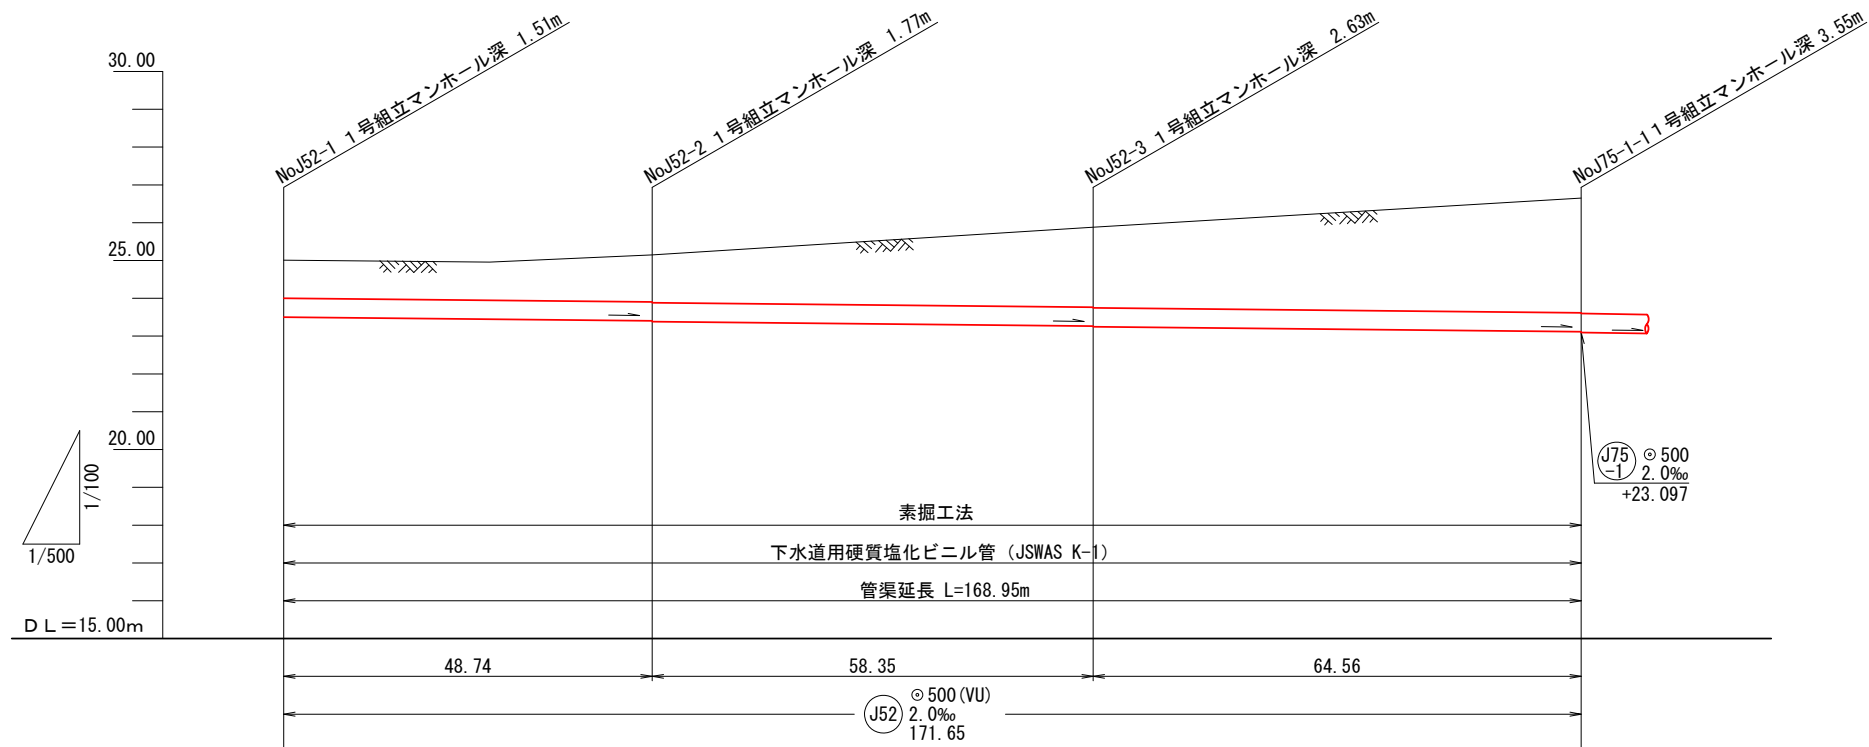 NoJ52-1 １号組立マンホール深 1.51m
NoJ52-2 １号組立マンホール深 1.77m
NoJ52-3 １号組立マンホール深 2.63m
NoJ75-1-1１号組立マンホール深 3.55m
30.00
25.00
20.00
1/100
1/500
J75
-1
◎500
2.0‰
+23.097
素掘工法
下水道用硬質塩化ビニル管 (JSWAS K-1)
管渠延長 L=168.95m
ＤＬ=15.00m
48.74
58.35
64.56
J52
◎500(VU)
2.0‰
171.65